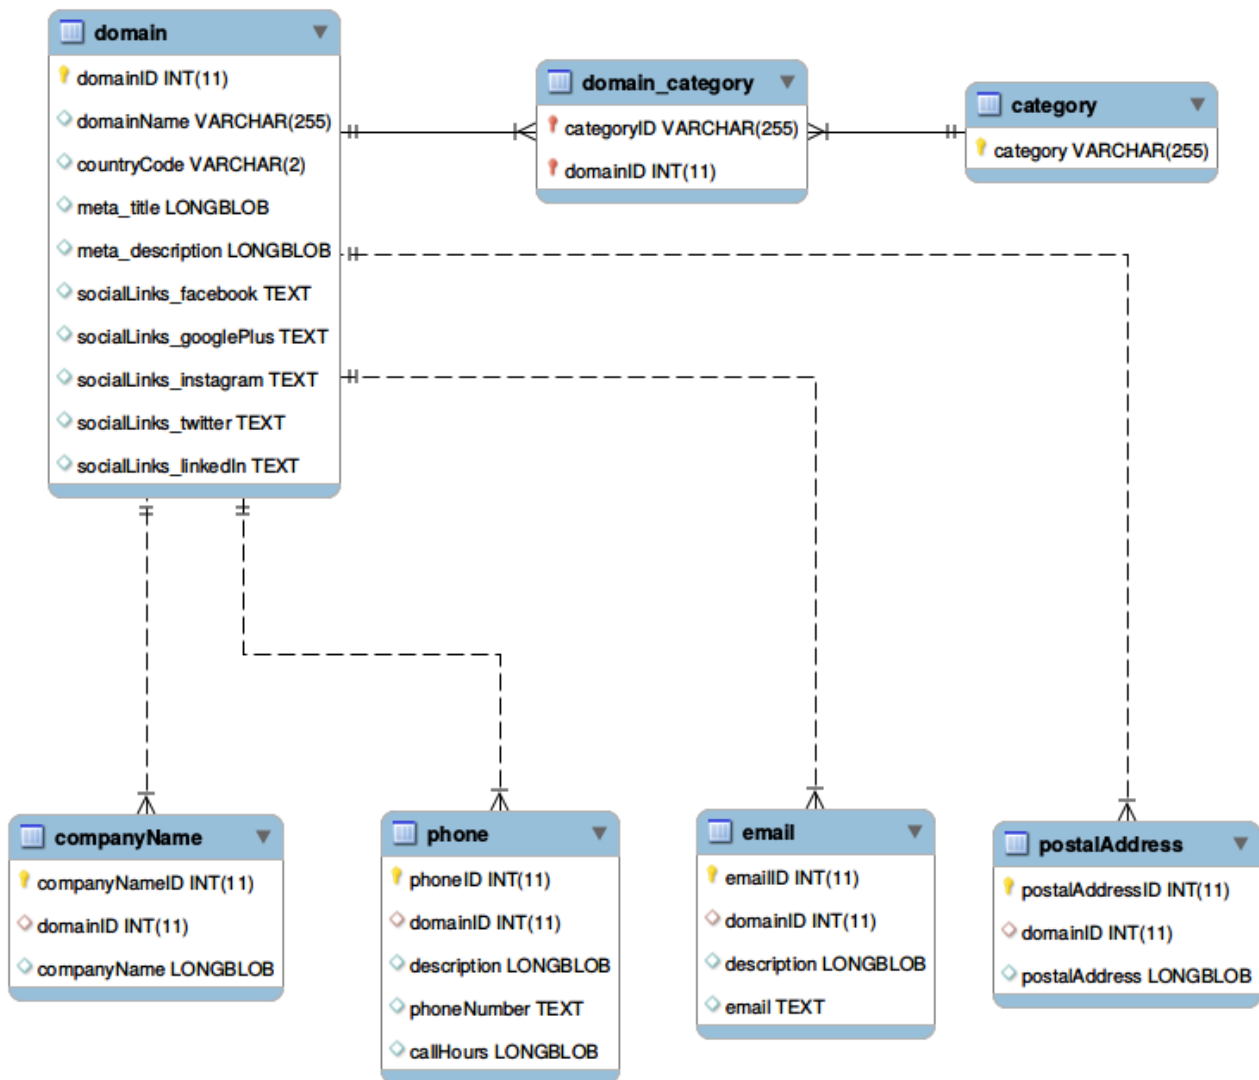 domain
domainID INT(11)
domainName VARCHAR(255)
countryCode VARCHAR(2)
meta_title LONGBLOB
meta_description LONGBLOB
socialLinks_facebook TEXT
socialLinks_googlePlus TEXT
socialLinks_instagram TEXT
socialLinks_twitter TEXT
socialLinks_linkedIn TEXT
domain_category
categoryID VARCHAR(255)
domainID INT(11)
category
category VARCHAR(255)
companyName
companyNameID INT(11)
domainID INT(11)
companyName LONGBLOB
phone
phoneID INT(11)
domainID INT(11)
description LONGBLOB
phoneNumber TEXT
callHours LONGBLOB
email
emailID INT(11)
domainID INT(11)
description LONGBLOB
email TEXT
postalAddress
postalAddressID INT(11)
domainID INT(11)
postalAddress LONGBLOB